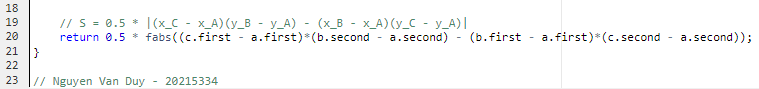 18
19 // S = 0.5 * |(x_C - x_A)(y_B - y_A) - (x_B - x_A)(y_C - y_A)|
20 return 0.5 * fabs((c.first - a.first)*(b.second - a.second) - (b.first - a.first)*(c.second - a.second));
21 }
22
23 // Nguyen Van Duy - 20215334